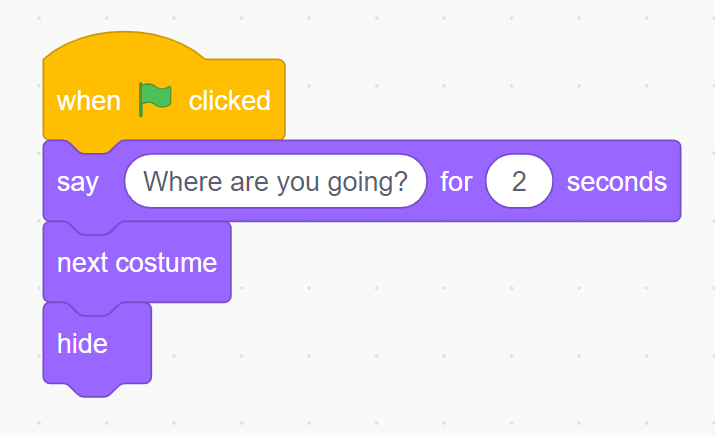 when clicked
say Where are you going? for 2 seconds
next costume
hide